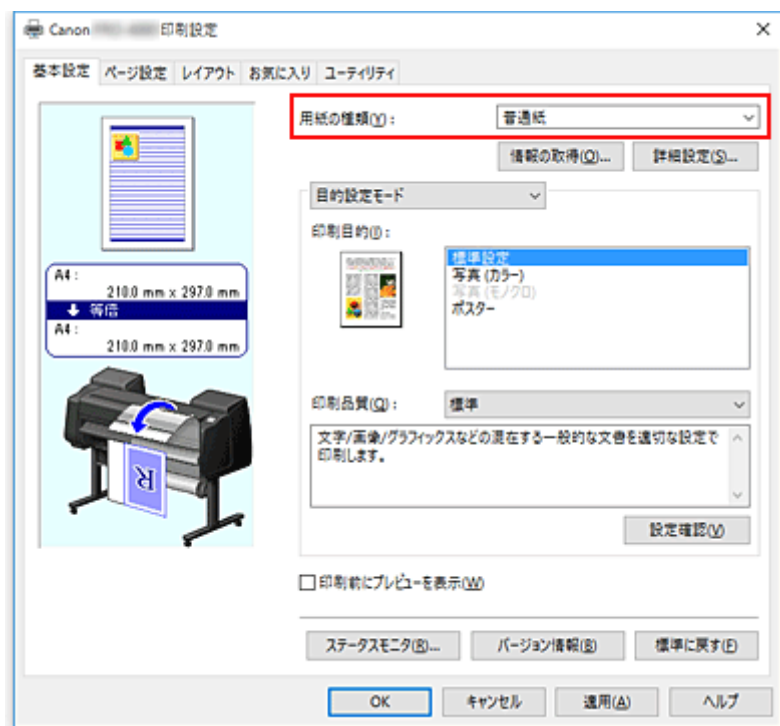 Canon 印刷設定
基本設定 ページ設定 レイアウト お気に入り ユーティリティ
用紙の種類(Y): 普通紙
情報の取得(O)... 詳細設定(S)...
目的設定モード
印刷目的(I):
標準設定
写真 (カラー)
写真 (モノクロ)
ポスター
A4:
210.0 mm x 297.0 mm
等倍
A4:
210.0 mm x 297.0 mm
R
印刷品質(Q): 標準
文字/画像/グラフィックスなどの混在する一般的な文書を適切な設定で
印刷します。
設定確認(V)
印刷前にプレビューを表示(W)
ステータスモニタ(R)... バージョン情報(B) 標準に戻す(F)
OK キャンセル 適用(A) ヘルプ